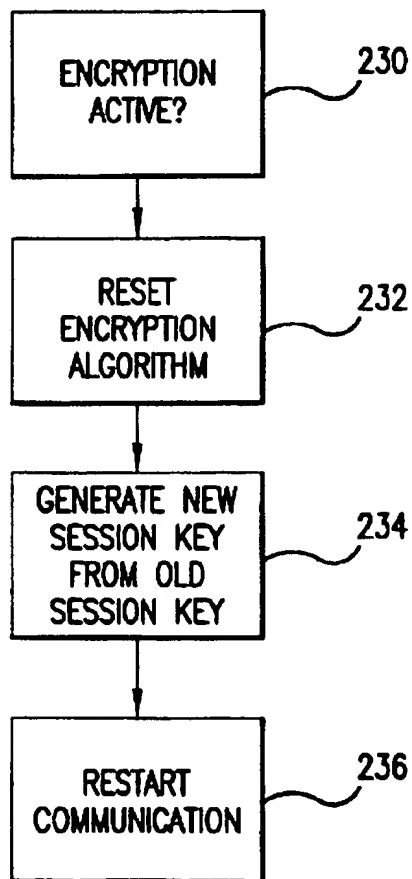 ENCRYPTION
ACTIVE?
230
RESET
ENCRYPTION
ALGORITHM
232
GENERATE NEW
SESSION KEY
FROM OLD
SESSION KEY
234
RESTART
COMMUNICATION
236